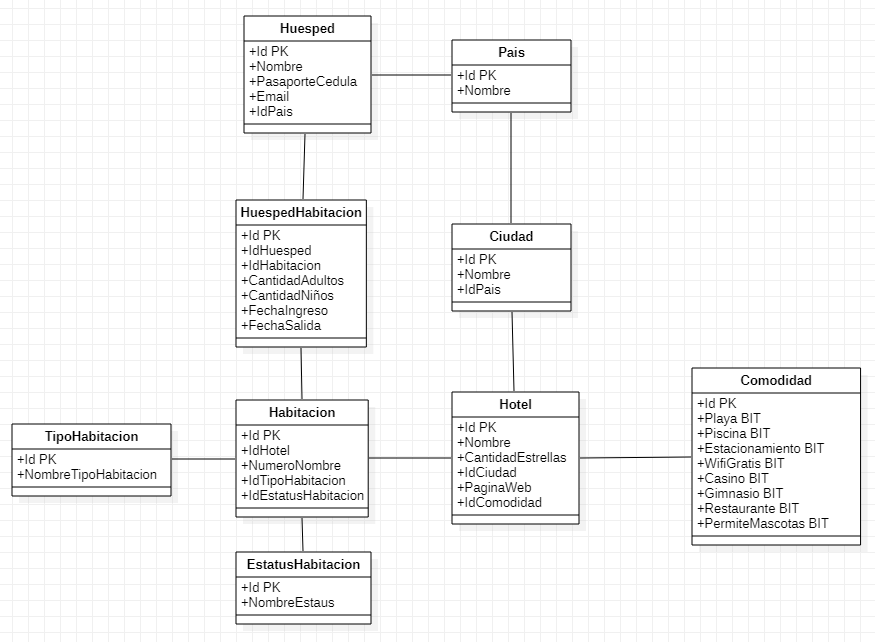 Huesped
+Id PK
+Nombre
+PasaporteCedula
+Email
+IdPais
Pais
+Id PK
+Nombre
HuespedHabitacion
+Id PK
+IdHuesped
+IdHabitacion
+CantidadAdultos
+CantidadNiños
+FechaIngreso
+FechaSalida
Ciudad
+Id PK
+Nombre
+IdPais
TipoHabitacion
+Id PK
+NombreTipoHabitacion
Habitacion
+Id PK
+IdHotel
+NumeroNombre
+IdTipoHabitacion
+IdEstatusHabitacion
Hotel
+Id PK
+Nombre
+CantidadEstrellas
+IdCiudad
+PaginaWeb
+IdComodidad
Comodidad
+Id PK
+Playa BIT
+Piscina BIT
+Estacionamiento BIT
+WifiGratis BIT
+Casino BIT
+Gimnasio BIT
+Restaurante BIT
+PermiteMascotas BIT
EstatusHabitacion
+Id PK
+NombreEstaus